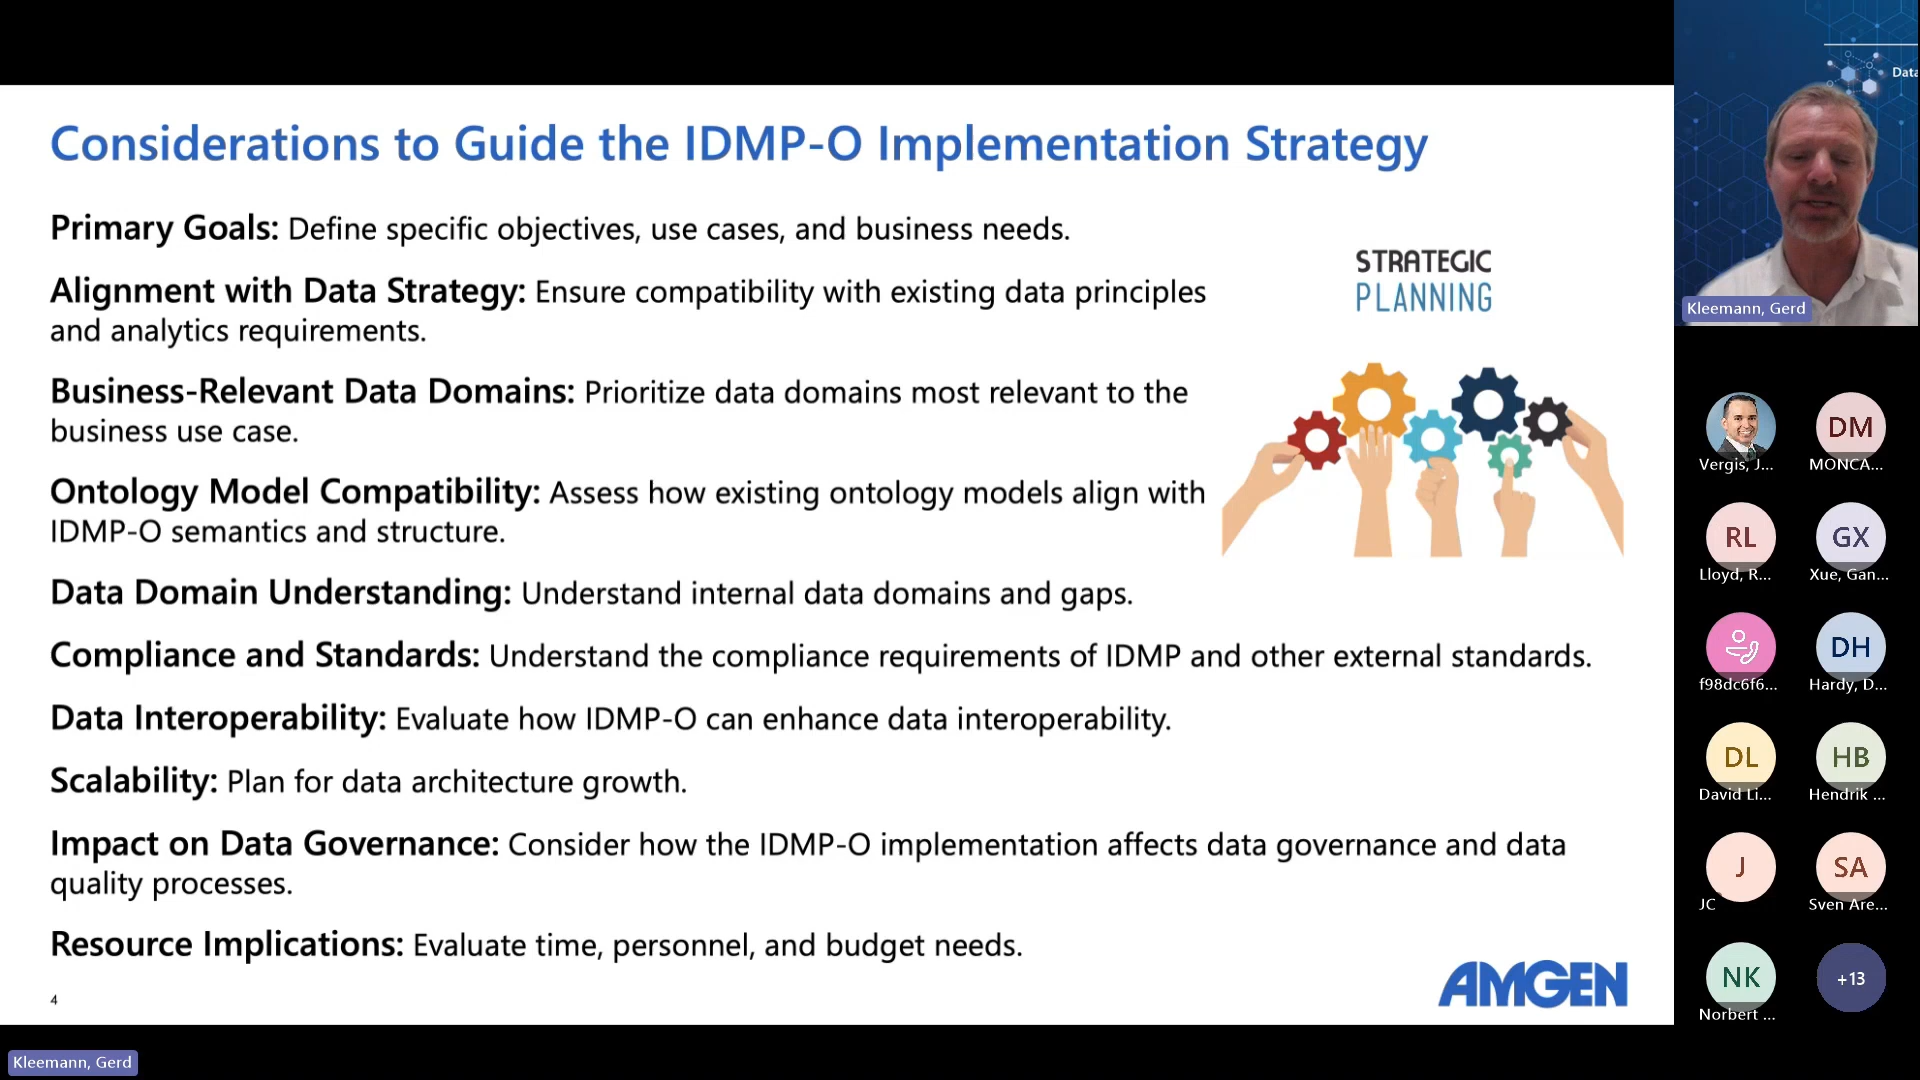 Considerations to Guide the IDMP-O Implementation Strategy
Primary Goals: Define specific objectives, use cases, and business needs.
Alignment with Data Strategy: Ensure compatibility with existing data principles
and analytics requirements.
Business-Relevant Data Domains: Prioritize data domains most relevant to the
business use case.
Ontology Model Compatibility: Assess how existing ontology models align with
IDMP-O semantics and structure.
Data Domain Understanding: Understand internal data domains and gaps.
Compliance and Standards: Understand the compliance requirements of IDMP and other external standards.
Data Interoperability: Evaluate how IDMP-O can enhance data interoperability.
Scalability: Plan for data architecture growth.
Impact on Data Governance: Consider how the IDMP-O implementation affects data governance and data
quality processes.
Resource Implications: Evaluate time, personnel, and budget needs.
STRATEGIC
PLANNING
4
AMGEN
Kleemann, Gerd
Data
Kleemann, Gerd
Vergis, J...
DM
MONCA...
RL
Lloyd, R...
GX
Xue, Gan...
f98dc6f6...
DH
Hardy, D...
DL
David Li...
HB
Hendrik ...
J
JC
SA
Sven Are...
NK
Norbert ...
+13